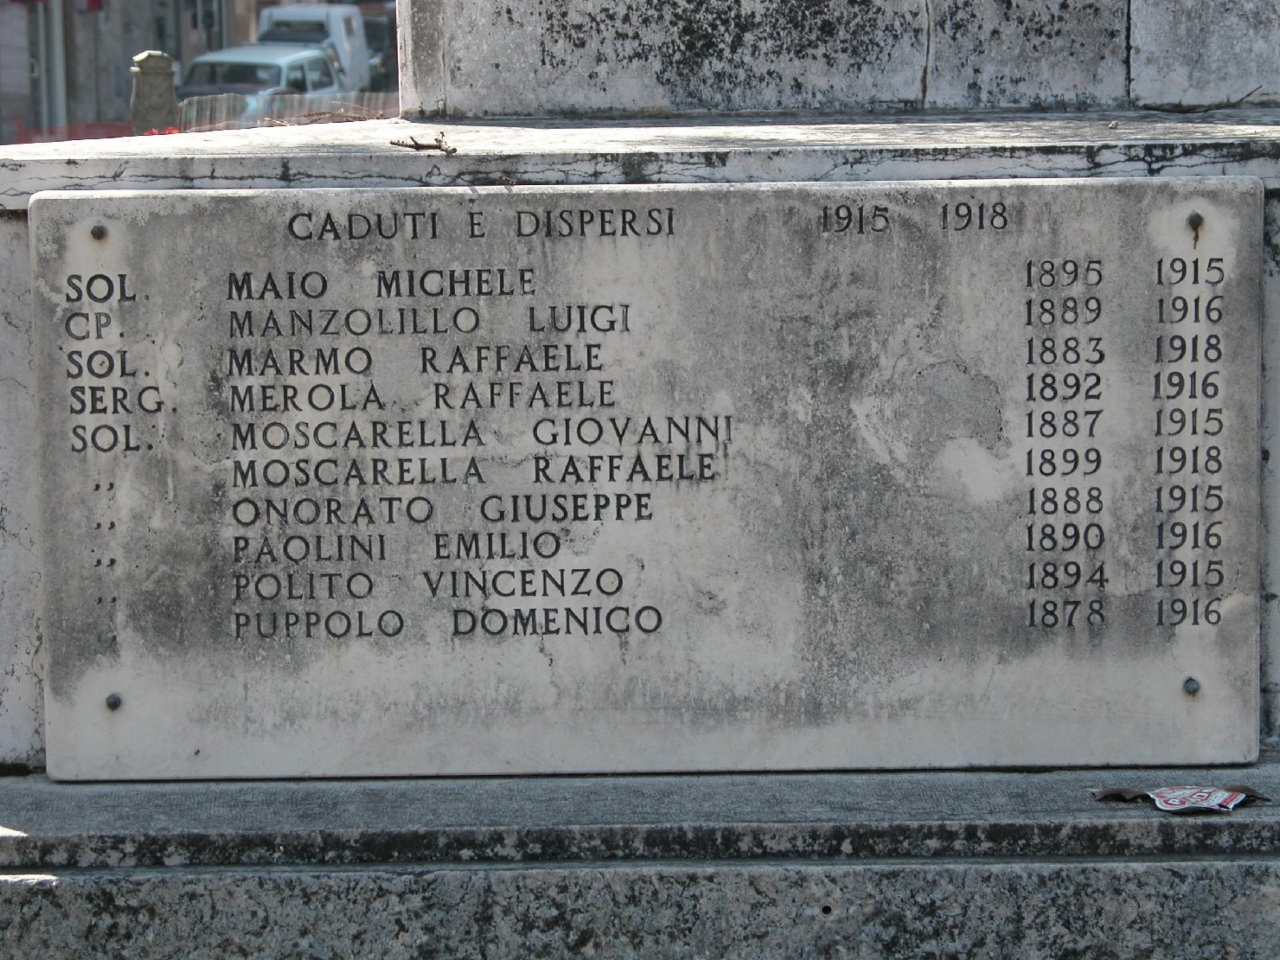 CADUTI E DISPERSI 1915 1918
SOL. MAIO MICHELE 1895 1915
CP. MANZOLILLO LUIGI 1889 1916
SOL. MARMO RAFFAELE 1883 1918
SERG. MEROLA RAFFAELE 1892 1916
SOL. MOSCARELLA GIOVANNI 1887 1915
,, MOSCARELLA RAFFAELE 1899 1918
,, ONORATO GIUSEPPE 1888 1915
,, PAOLINI EMILIO 1890 1916
,, POLITO VINCENZO 1894 1915
PUPPOLO DOMENICO 1878 1916